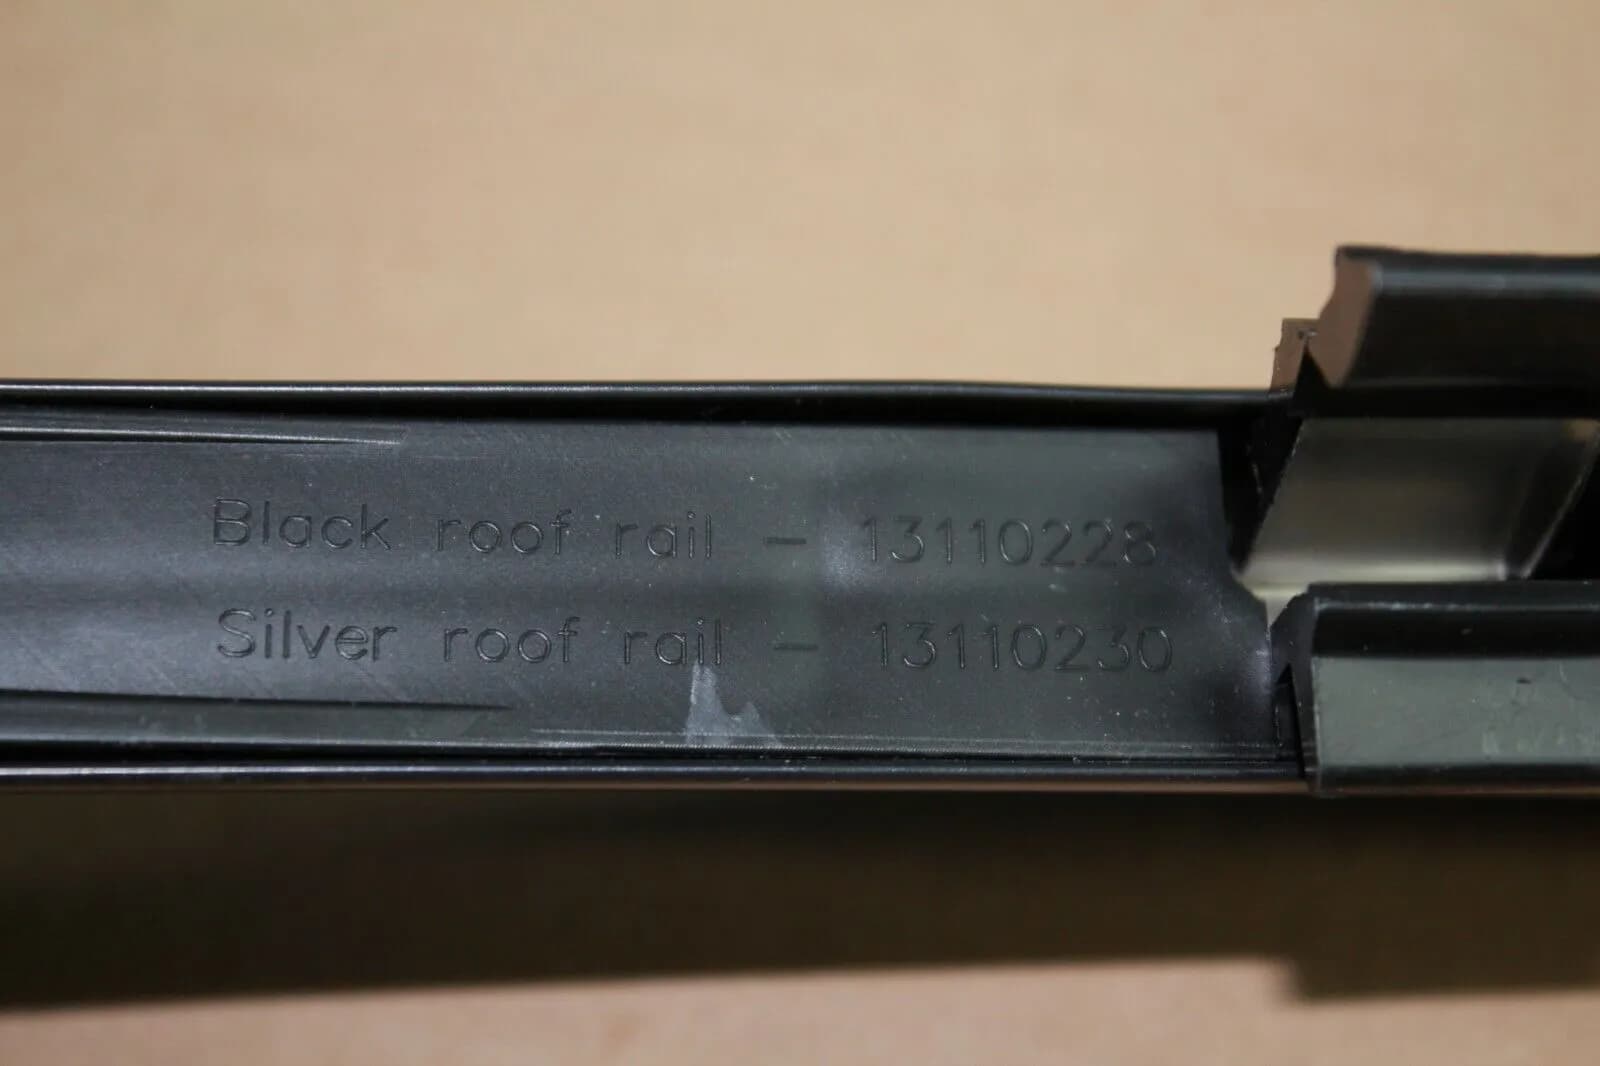 Black roof rail - 13110228
Silver roof rail - 13110230